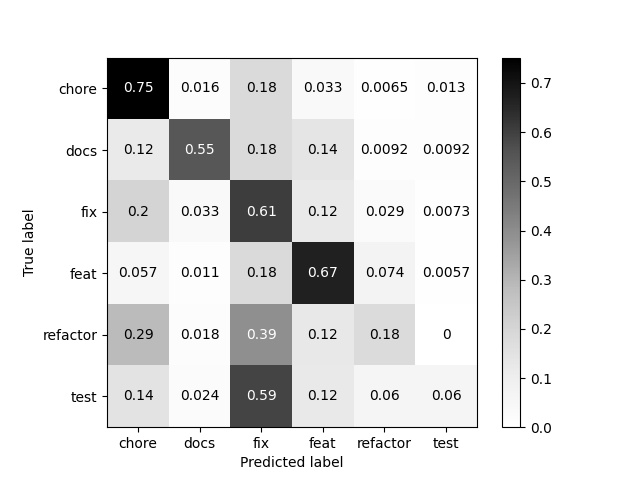 chore 0.75 0.016 0.18 0.033 0.0065 0.013
docs 0.12 0.55 0.18 0.14 0.0092 0.0092
fix 0.2 0.033 0.61 0.12 0.029 0.0073
feat 0.057 0.011 0.18 0.67 0.074 0.0057
refactor 0.29 0.018 0.39 0.12 0.18 0
test 0.14 0.024 0.59 0.12 0.06 0.06
chore docs fix feat refactor test
Predicted label
True label
0.7
0.6
0.5
0.4
0.3
0.2
0.1
0.0